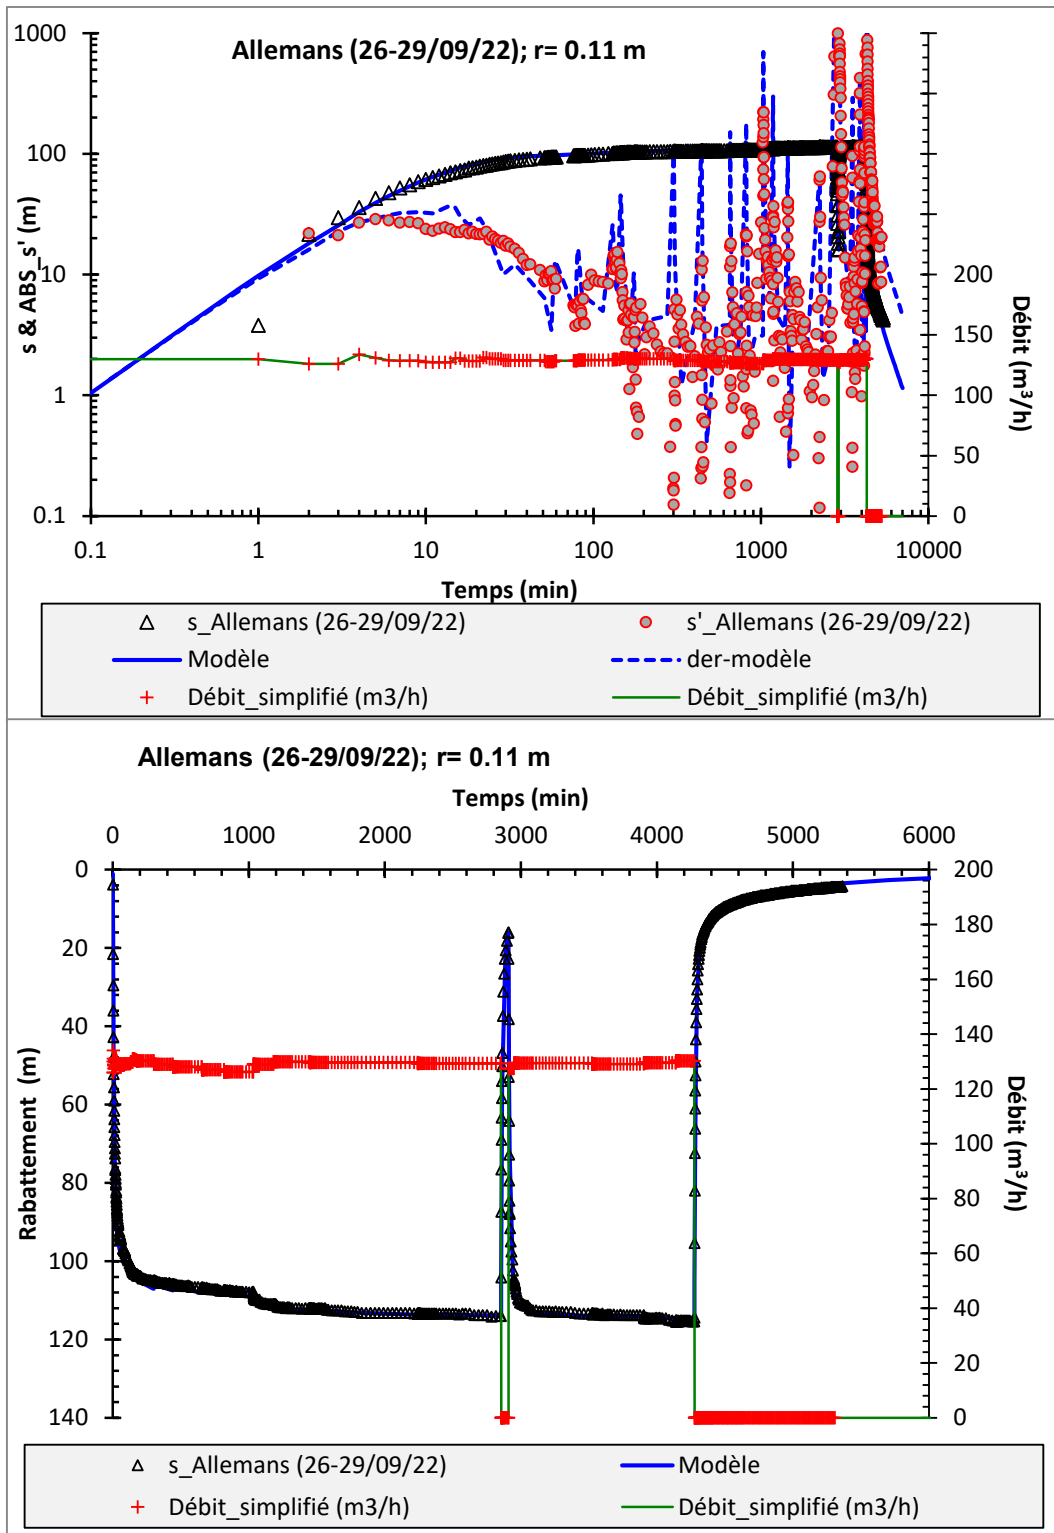 Allemans (26-29/09/22); r= 0.11 m
s & ABS_s' (m)
1000
100
10
1
0.1
0.1 1 10 100 1000 10000
Temps (min)
200
150
100
50
0
Débit (m³/h)
s_Allemans (26-29/09/22) s'_Allemans (26-29/09/22)
Modèle der-modèle
Débit_simplifié (m3/h) Débit_simplifié (m3/h)
Allemans (26-29/09/22); r= 0.11 m
Temps (min)
0 1000 2000 3000 4000 5000 6000
Rabattement (m)
0
20
40
60
80
100
120
140
200
180
160
140
120
100
80
60
40
20
0
Débit (m³/h)
s_Allemans (26-29/09/22) Modèle
Débit_simplifié (m3/h) Débit_simplifié (m3/h)